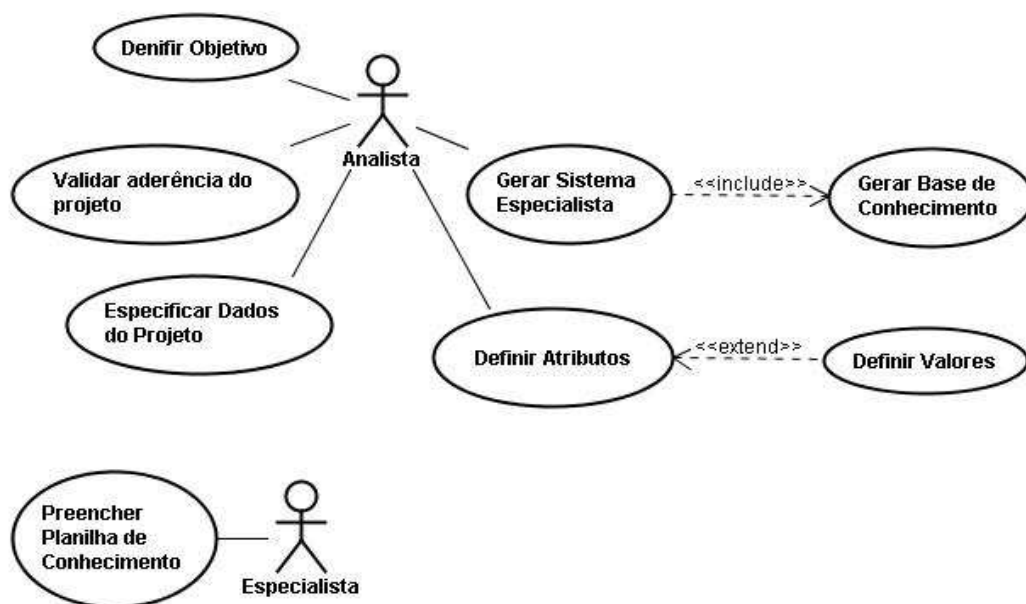 Denifir Objetivo
Analista
Validar aderência do
projeto
Gerar Sistema
Especialista
<<include>>
Gerar Base de
Conhecimento
Especificar Dados
do Projeto
Definir Atributos
<<extend>>
Definir Valores
Preencher
Planilha de
Conhecimento
Especialista